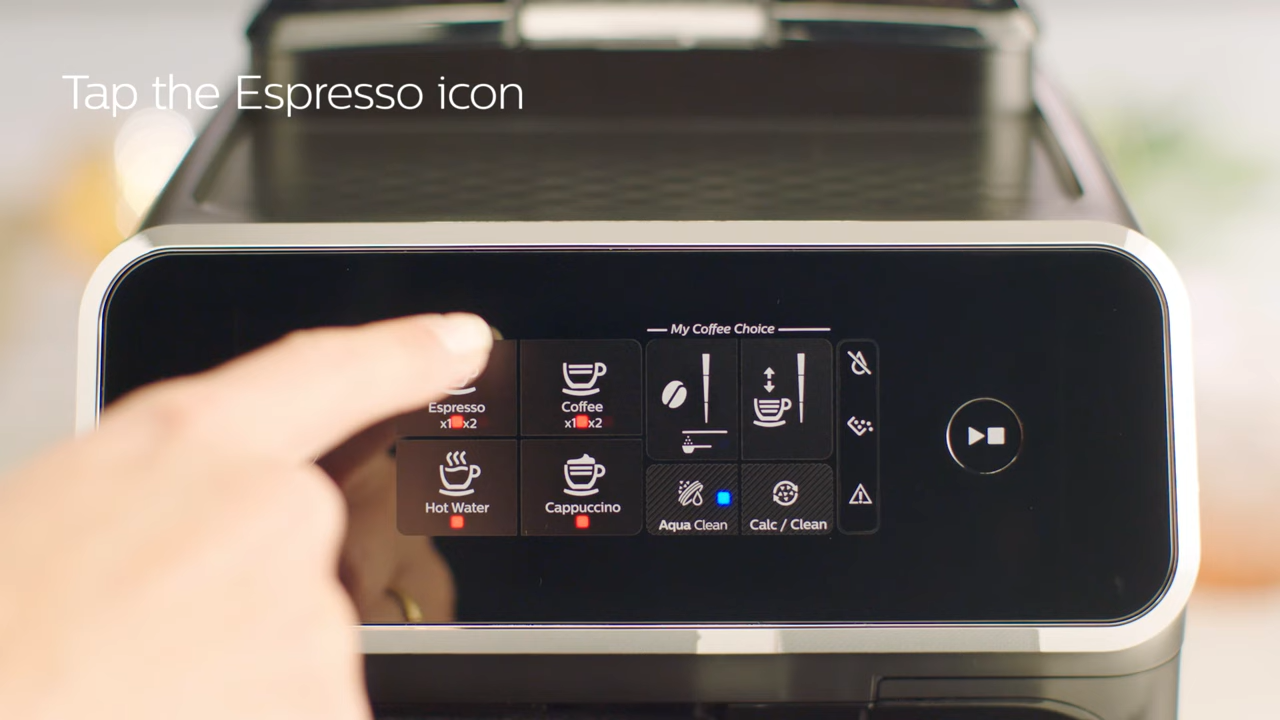 Tap the Espresso icon
My Coffee Choice
Espresso
x1 x2
Coffee
x1 x2
Hot Water
Cappuccino
Aqua Clean
Calc / Clean